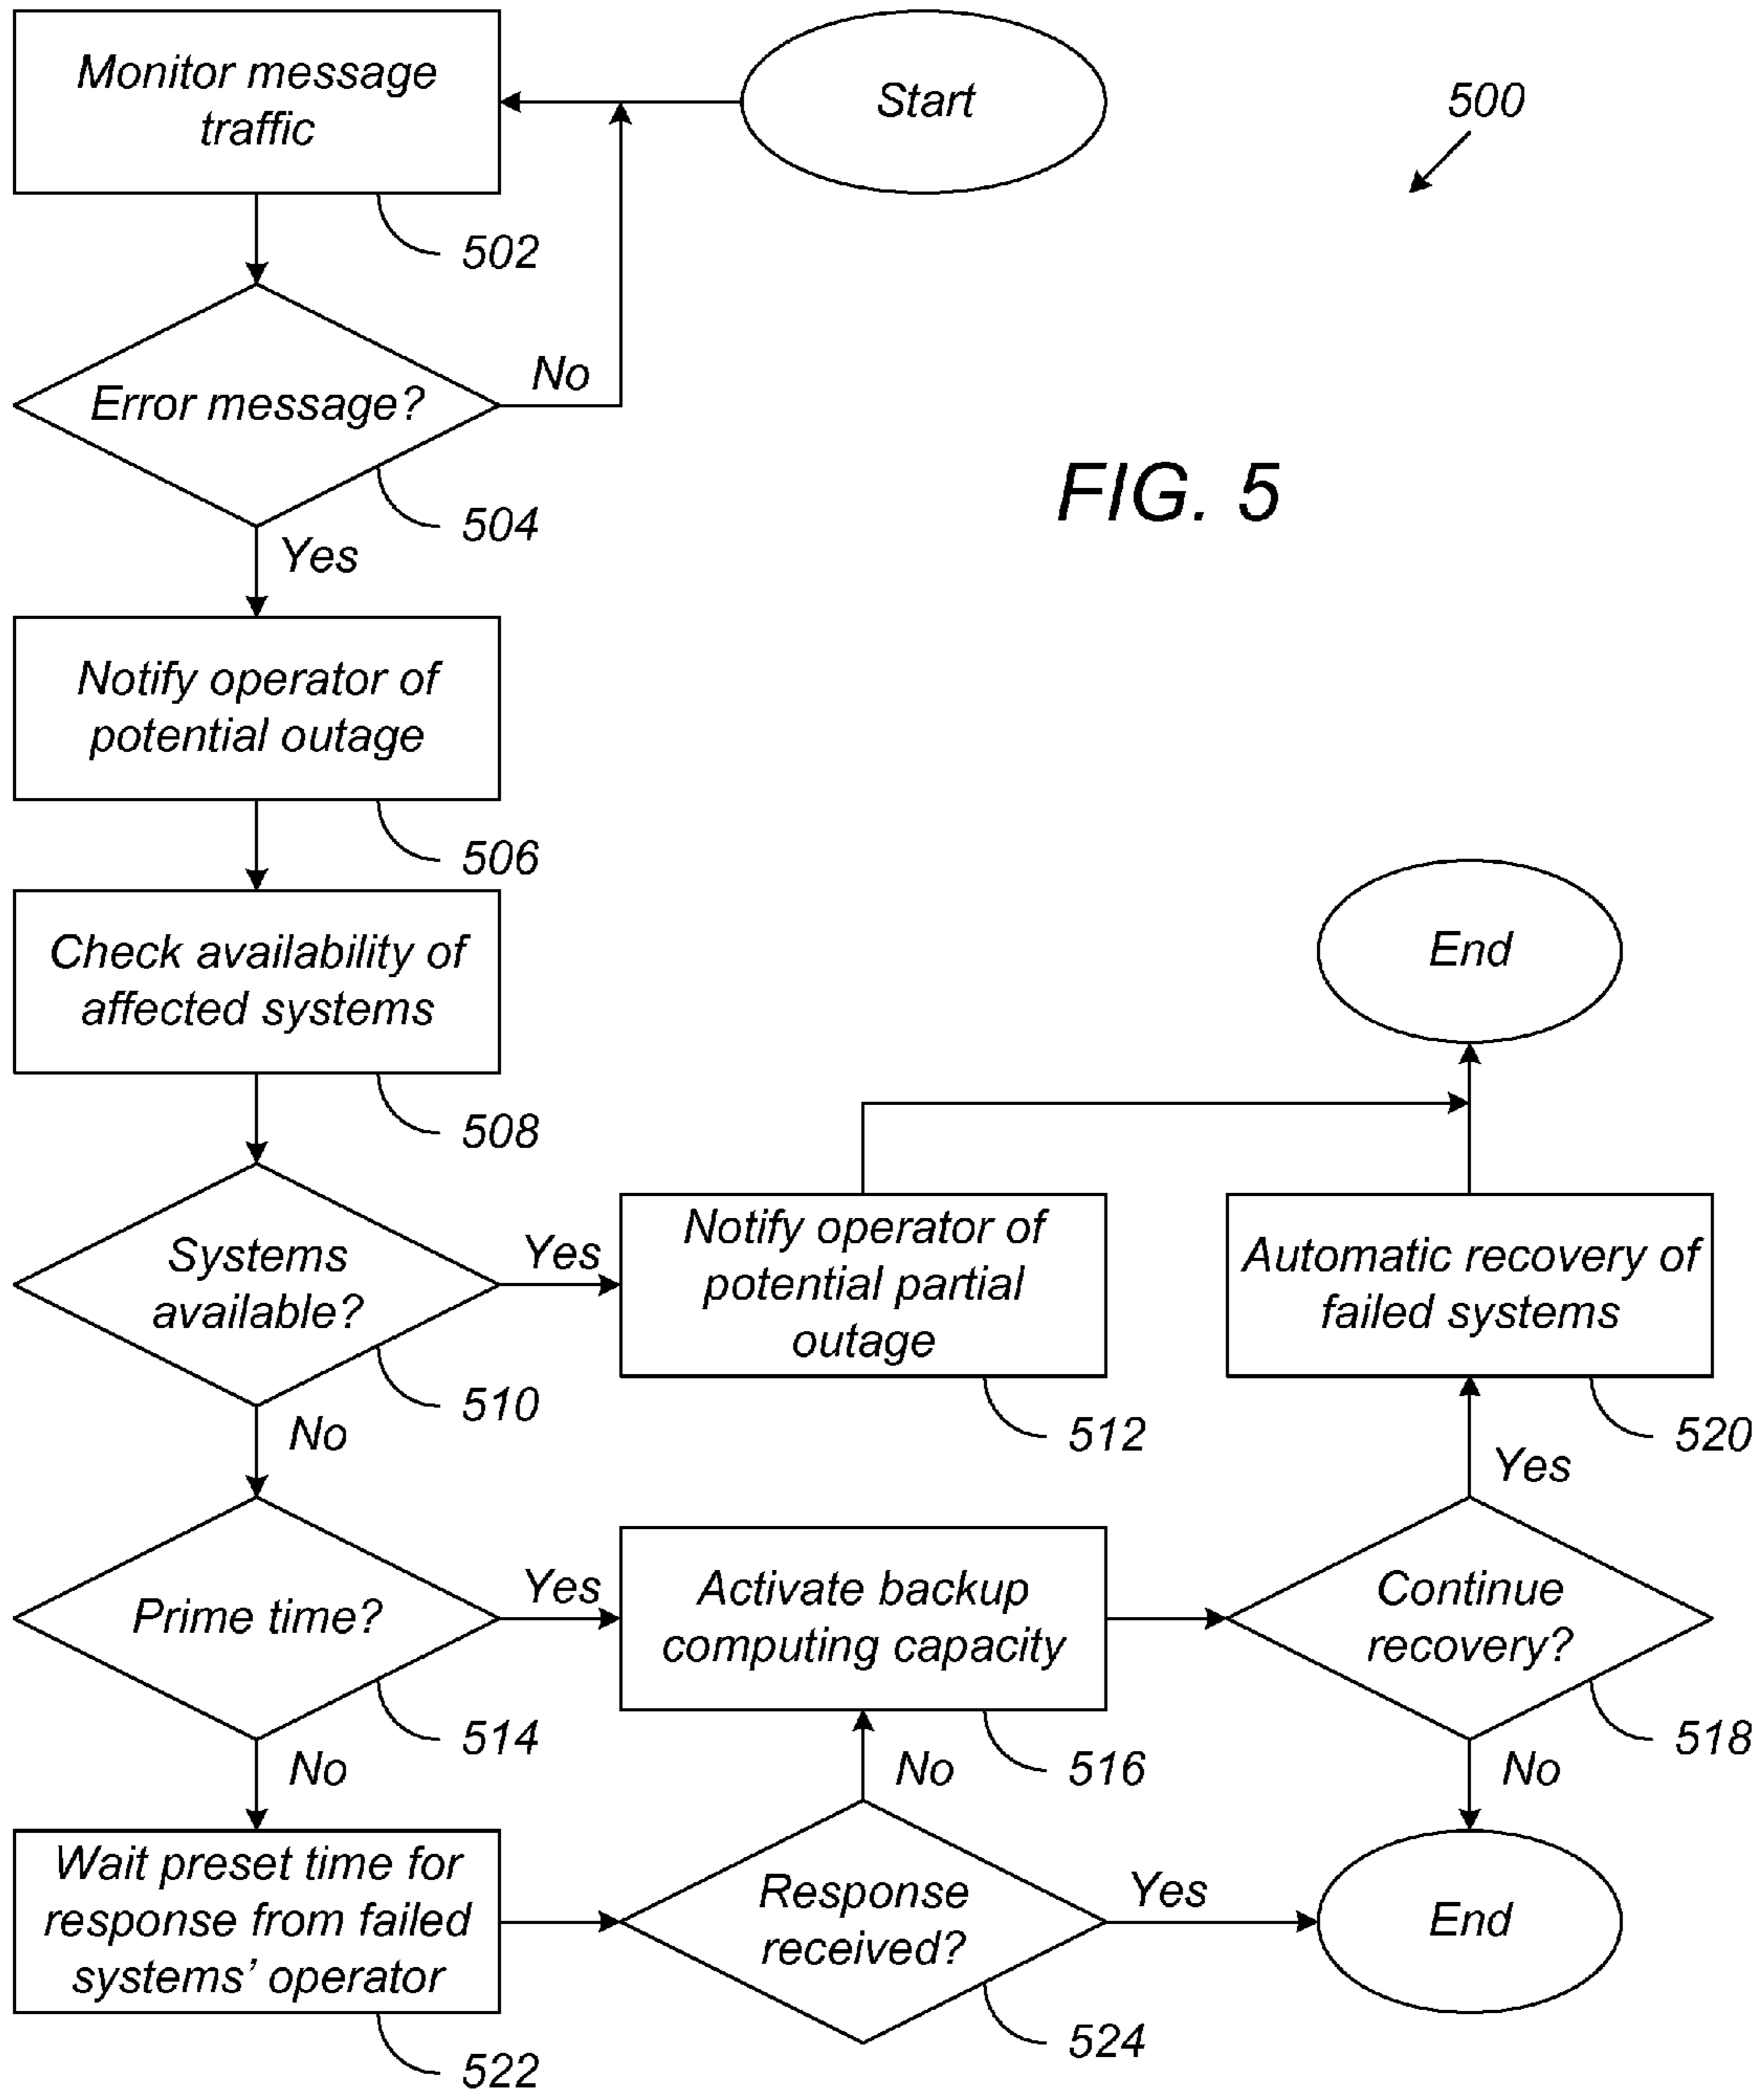 Monitor message
traffic
Start
500
502
Error message?
No
504
FIG. 5
Yes
Notify operator of
potential outage
506
Check availability of
affected systems
End
508
Systems
available?
Yes
Notify operator of
potential partial
outage
Automatic recovery of
failed systems
510
No
512
520
Yes
Prime time?
Yes
Activate backup
computing capacity
Continue
recovery?
514
No
516
No
518
No
Wait preset time for
response from failed
systems’ operator
Response
received?
Yes
End
522
524